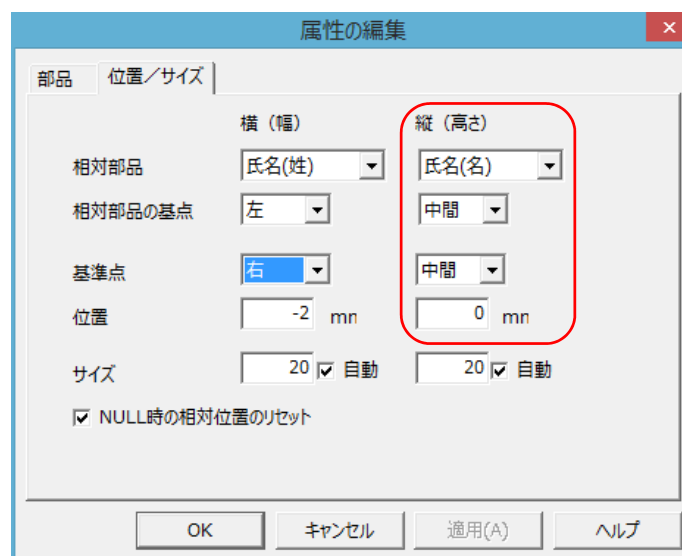 属性の編集
部品 位置／サイズ
横（幅） 縦（高さ）
相対部品 氏名(姓) 氏名(名)
相対部品の基点 左 中間
基準点 右 中間
位置 -2 mm 0 mm
サイズ 20 自動 20 自動
NULL時の相対位置のリセット
OK キャンセル 適用(A) ヘルプ